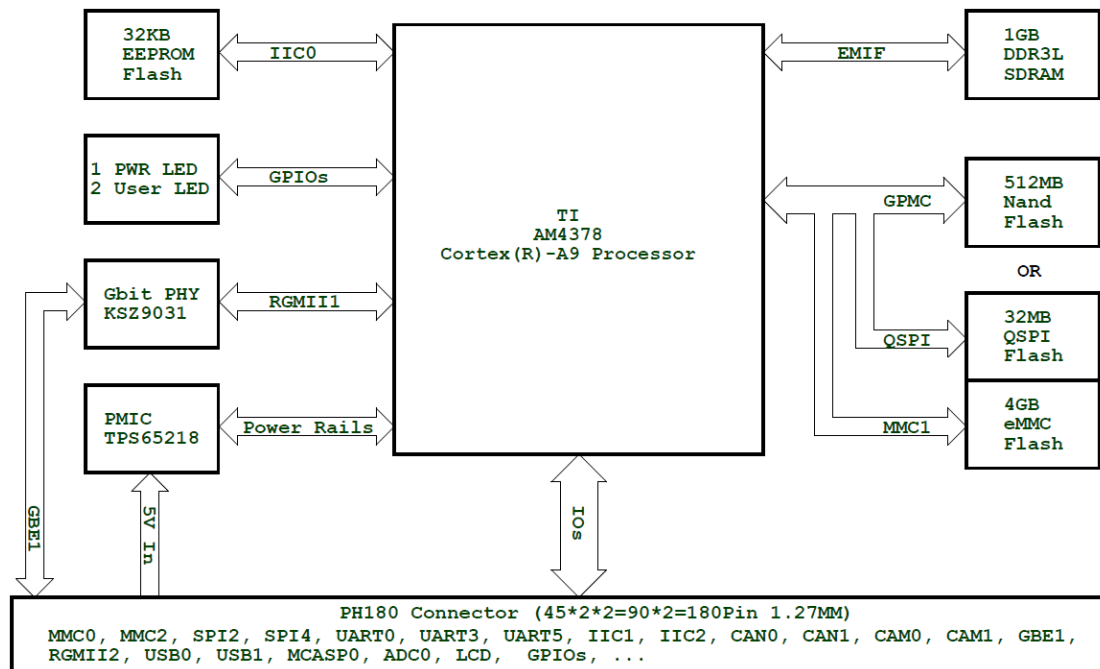 32KB
EEPROM
Flash
IIC0
EMIF
1GB
DDR3L
SDRAM
1 PWR LED
2 User LED
GPIOs
TI
AM4378
Cortex(R)-A9 Processor
GPMC
512MB
Nand
Flash
OR
Gbit PHY
KSZ9031
RGMII1
QSPI
32MB
QSPI
Flash
PMIC
TPS65218
Power Rails
MMC1
4GB
eMMC
Flash
GBE1
5V In
IOs
PH180 Connector (45*2*2=90*2=180Pin 1.27MM)
MMC0, MMC2, SPI2, SPI4, UART0, UART3, UART5, IIC1, IIC2, CAN0, CAN1, CAM0, CAM1, GBE1,
RGMII2, USB0, USB1, MCASP0, ADC0, LCD, GPIOs, ...